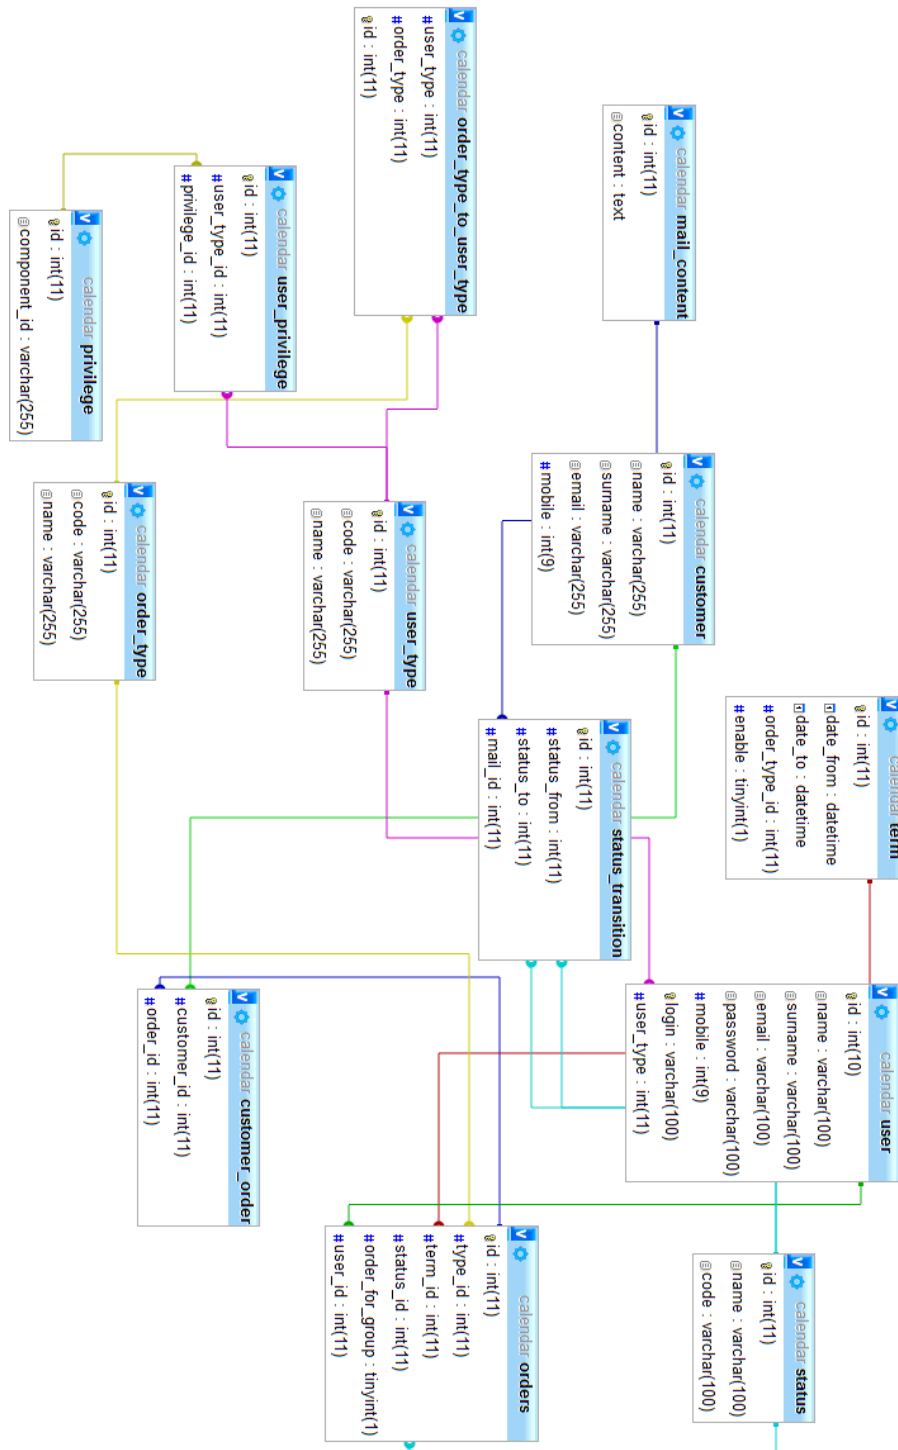 calendar order_type_to_user_type
user_type : int(11)
order_type : int(11)
id : int(11)
calendar mail_content
id : int(11)
content : text
calendar user_privilege
id : int(11)
user_type_id : int(11)
privilege_id : int(11)
calendar privilege
id : int(11)
component_id : varchar(255)
calendar customer
id : int(11)
name : varchar(255)
surname : varchar(255)
email : varchar(255)
mobile : int(9)
calendar user_type
id : int(11)
code : varchar(255)
name : varchar(255)
calendar order_type
id : int(11)
code : varchar(255)
name : varchar(255)
calendar term
id : int(11)
date_from : datetime
date_to : datetime
order_type_id : int(11)
enable : tinyint(1)
calendar status_transition
id : int(11)
status_from : int(11)
status_to : int(11)
mail_id : int(11)
calendar user
id : int(10)
name : varchar(100)
surname : varchar(100)
email : varchar(100)
password : varchar(100)
mobile : int(9)
login : varchar(100)
user_type : int(11)
calendar customer_order
id : int(11)
customer_id : int(11)
order_id : int(11)
calendar orders
id : int(11)
type_id : int(11)
term_id : int(11)
status_id : int(11)
order_for_group : tinyint(1)
user_id : int(11)
calendar status
id : int(11)
name : varchar(100)
code : varchar(100)